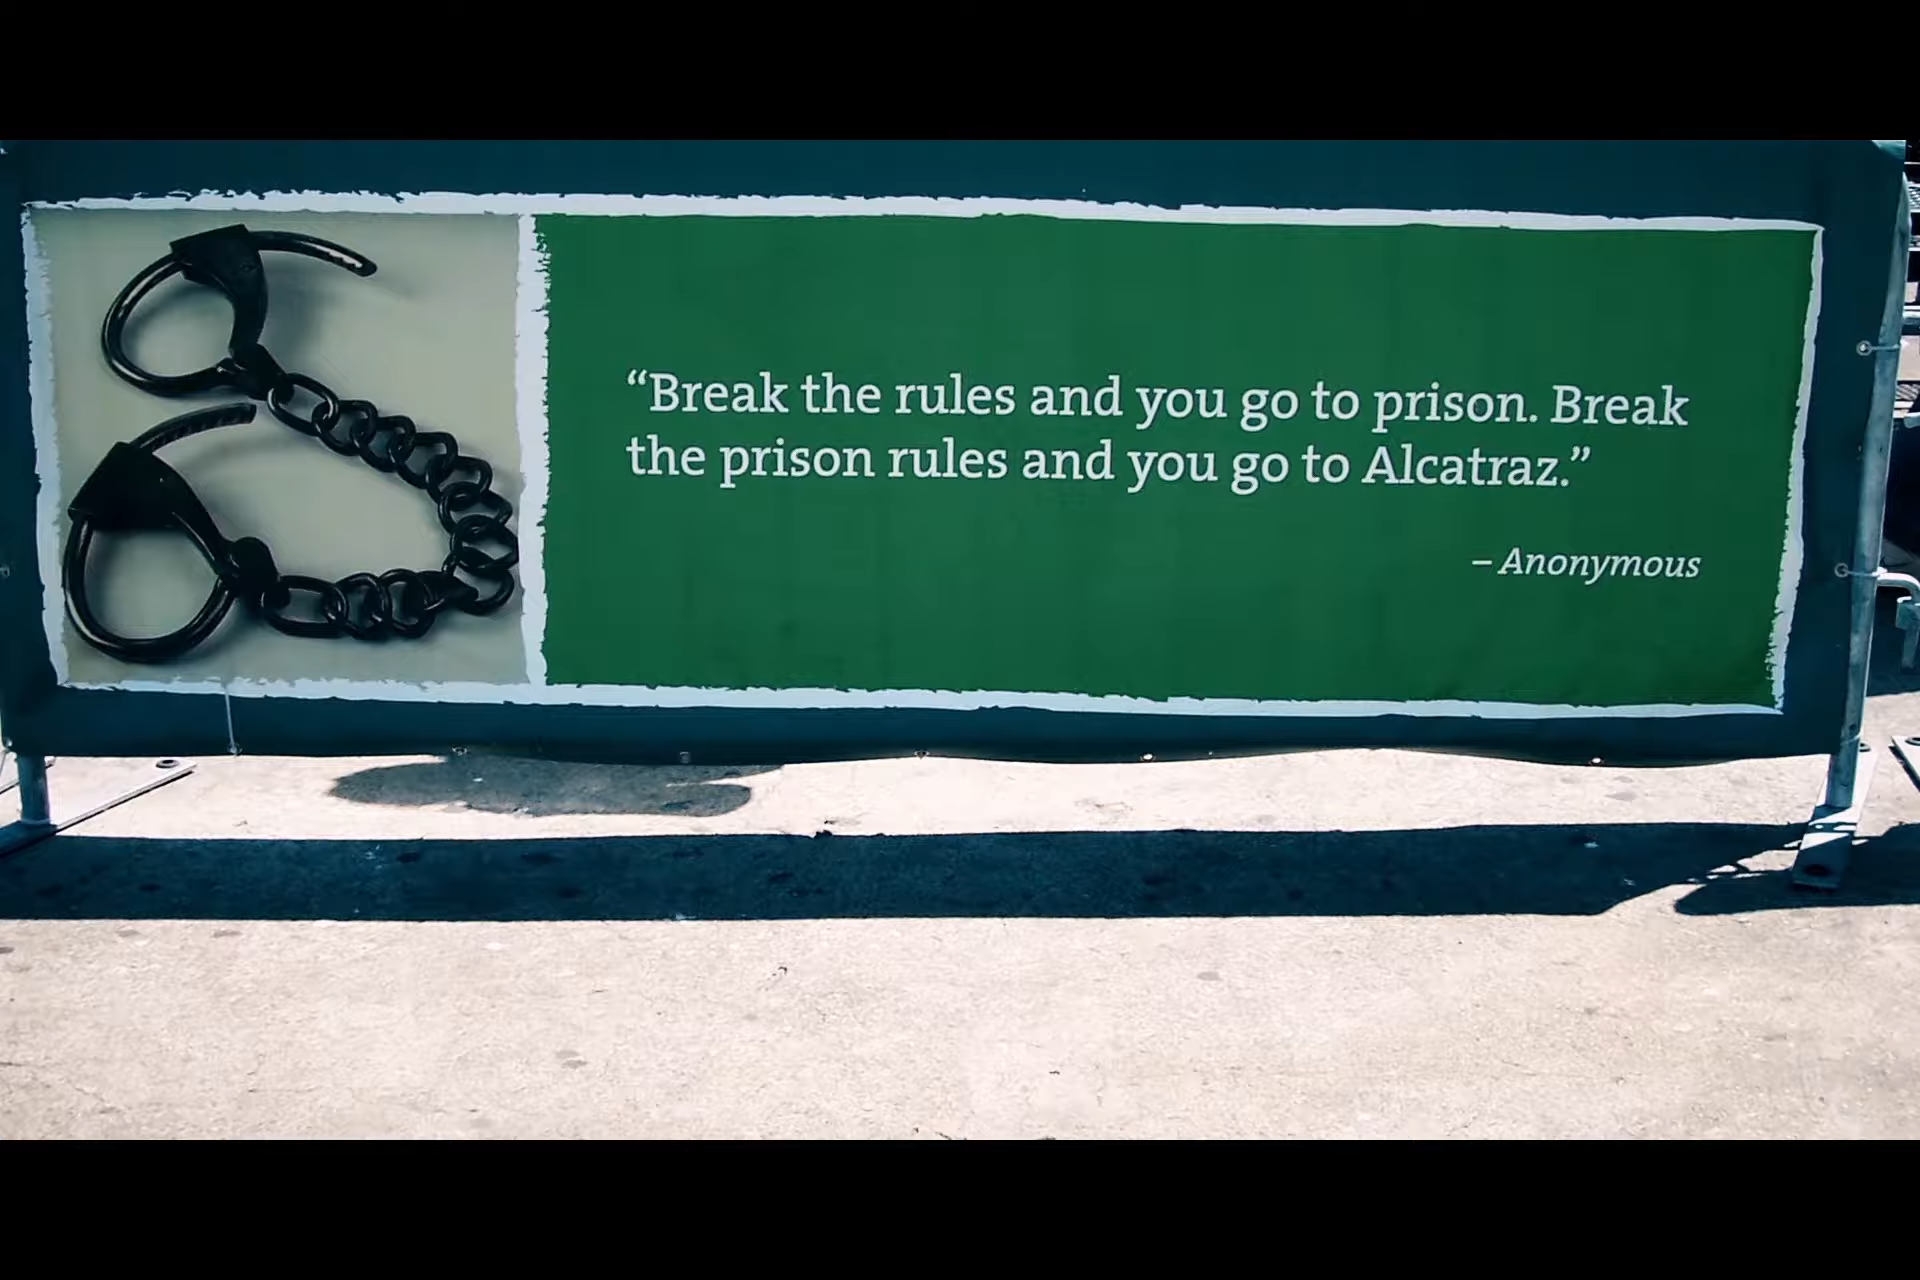 “Break the rules and you go to prison. Break
the prison rules and you go to Alcatraz.”
– Anonymous